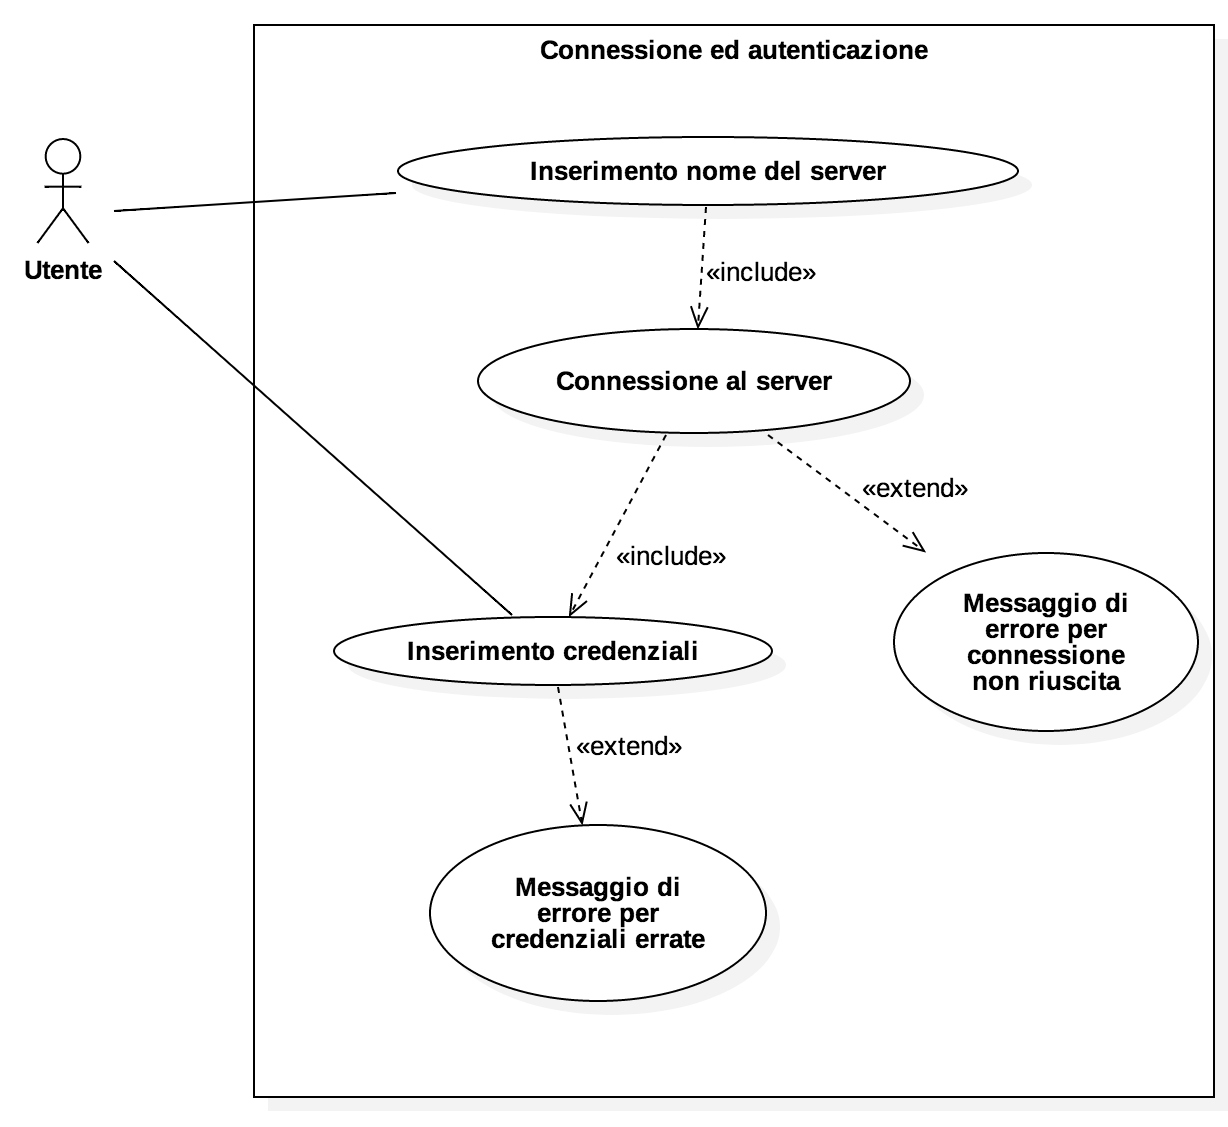 Connessione ed autenticazione
Utente
Inserimento nome del server
«include»
Connessione al server
«extend»
«include»
Messaggio di
errore per
connessione
non riuscita
Inserimento credenziali
«extend»
Messaggio di
errore per
credenziali errate